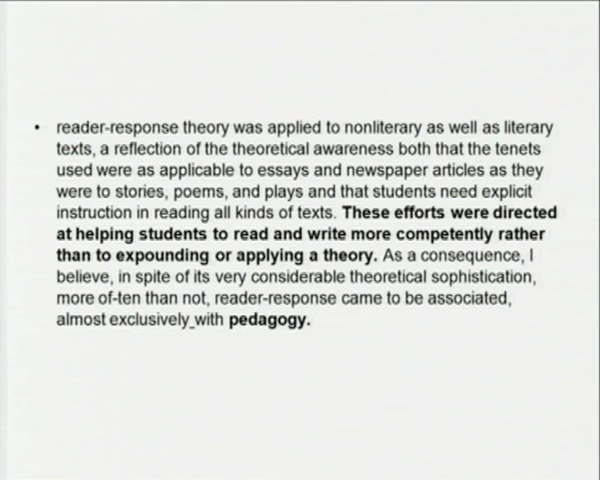 • reader-response theory was applied to nonliterary as well as literary
texts, a reflection of the theoretical awareness both that the tenets
used were as applicable to essays and newspaper articles as they
were to stories, poems, and plays and that students need explicit
instruction in reading all kinds of texts. These efforts were directed
at helping students to read and write more competently rather
than to expounding or applying a theory. As a consequence, I
believe, in spite of its very considerable theoretical sophistication,
more of-ten than not, reader-response came to be associated,
almost exclusively_with pedagogy.